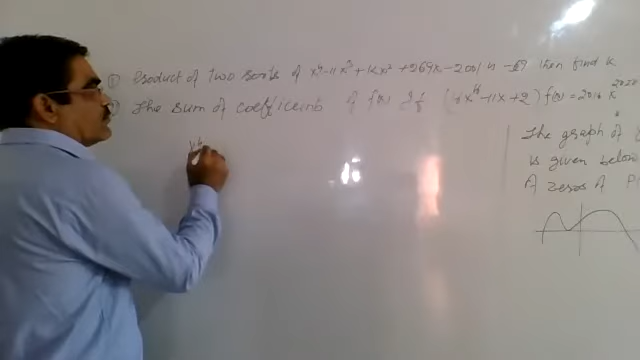 ① Product of two roots of x⁴-11x³+kx²+269x-2001 is -69 then find k
② The sum of coefficients of f(x) if (x¹⁶-11x+2) f(x) = 2016 x²⁰²⁰
The graph of
is given below
zeros of P(